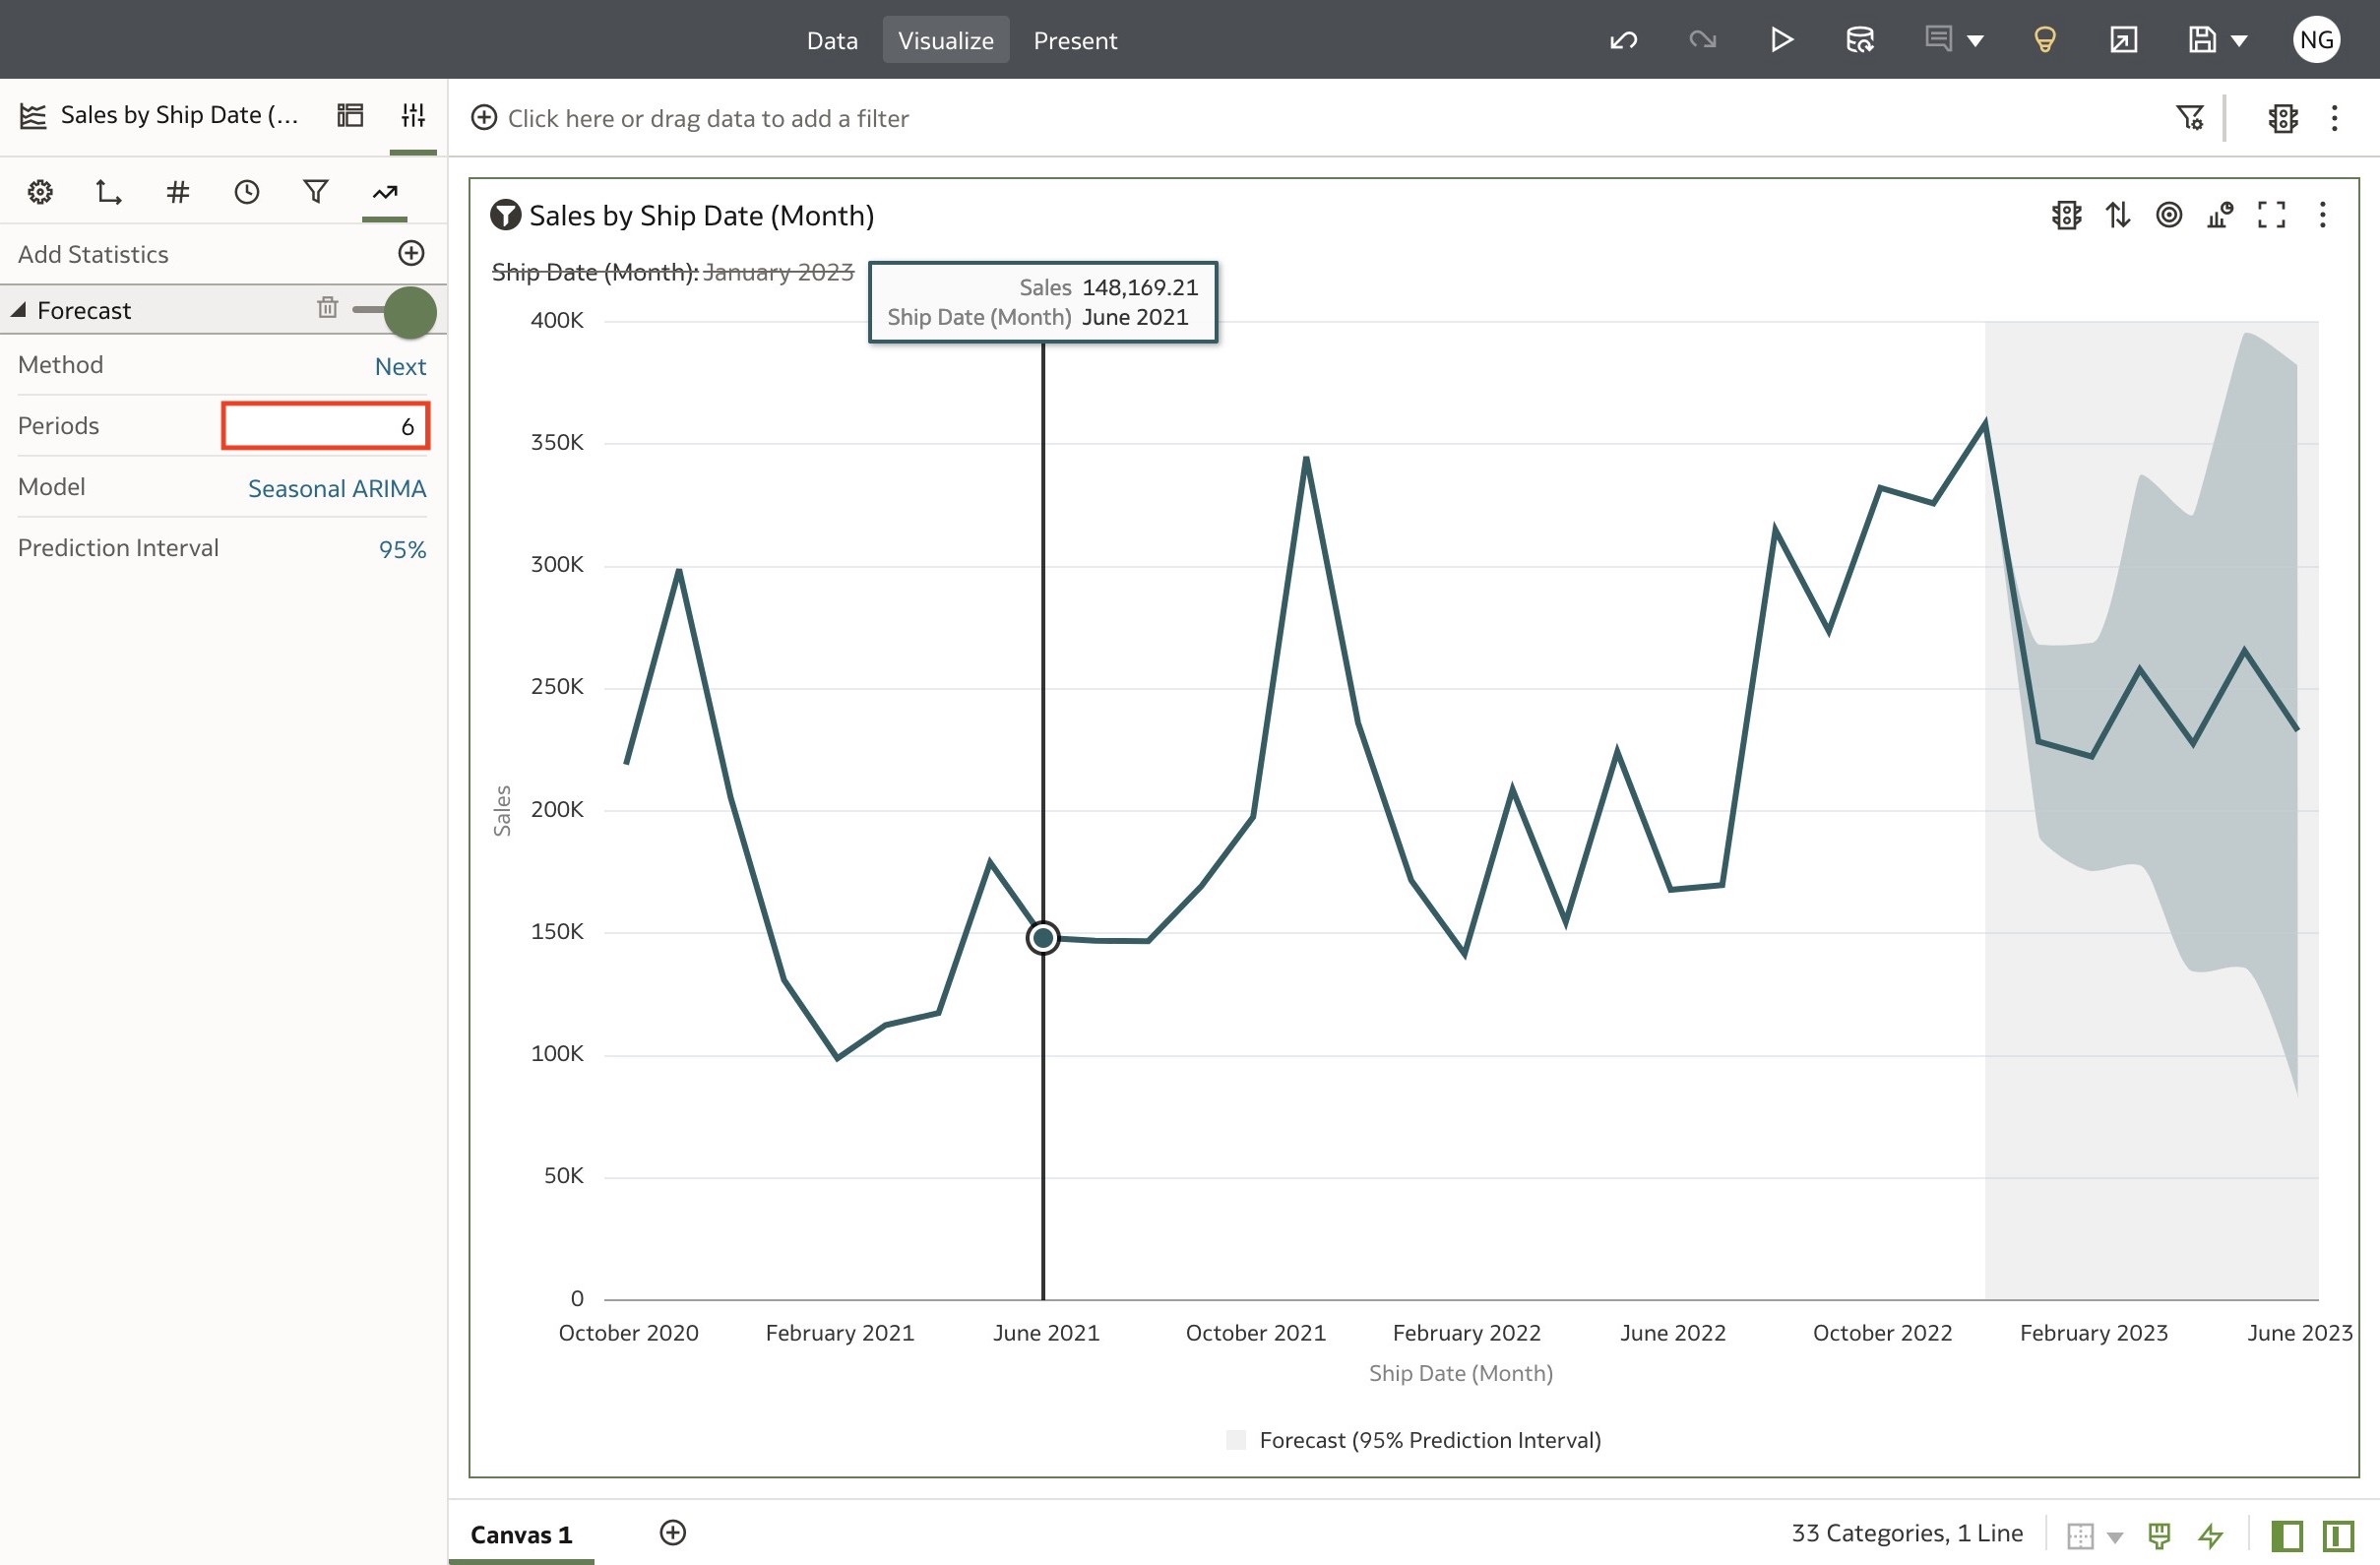 Data Visualize Present NG
Sales by Ship Date (...
Click here or drag data to add a filter
Add Statistics
Forecast
Method Next
Periods 6
Model Seasonal ARIMA
Prediction Interval 95%
Sales by Ship Date (Month)
Ship Date (Month): January 2023
Sales 148,169.21
Ship Date (Month) June 2021
400K
350K
300K
250K
200K
150K
100K
50K
0
Sales
October 2020 February 2021 June 2021 October 2021 February 2022 June 2022 October 2022 February 2023 June 2023
Ship Date (Month)
Forecast (95% Prediction Interval)
Canvas 1
33 Categories, 1 Line